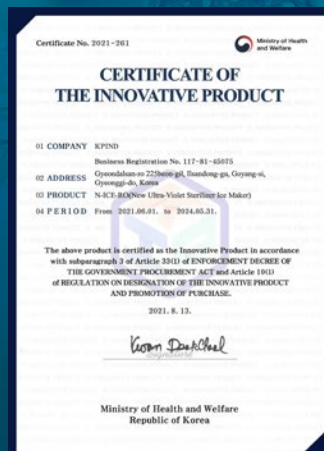 Certificate No. 2021-261
Ministry of Health
and Welfare
CERTIFICATE OF
THE INNOVATIVE PRODUCT
01 COMPANY KPIND
Business Registration No. 117-81-45075
02 ADDRESS Gyeondalsan-ro 225beon-gil, Ilsandong-gu, Goyang-si,
Gyeonggi-do, Korea
03 PRODUCT N-ICE-RO(New Ultra-Violet Sterilizer Ice Maker)
04 PERIOD From 2021.06.01. to 2024.05.31.
The above product is certified as the Innovative Product in accordance
with subparagraph 3 of Article 33(1) of ENFORCEMENT DECREE OF
THE GOVERNMENT PROCUREMENT ACT and Article 10(1)
of REGULATION ON DESIGNATION OF THE INNOVATIVE PRODUCT
AND PROMOTION OF PURCHASE.
2021. 8. 13.
Kwon DeokCheol
signature
Ministry of Health and Welfare
Republic of Korea